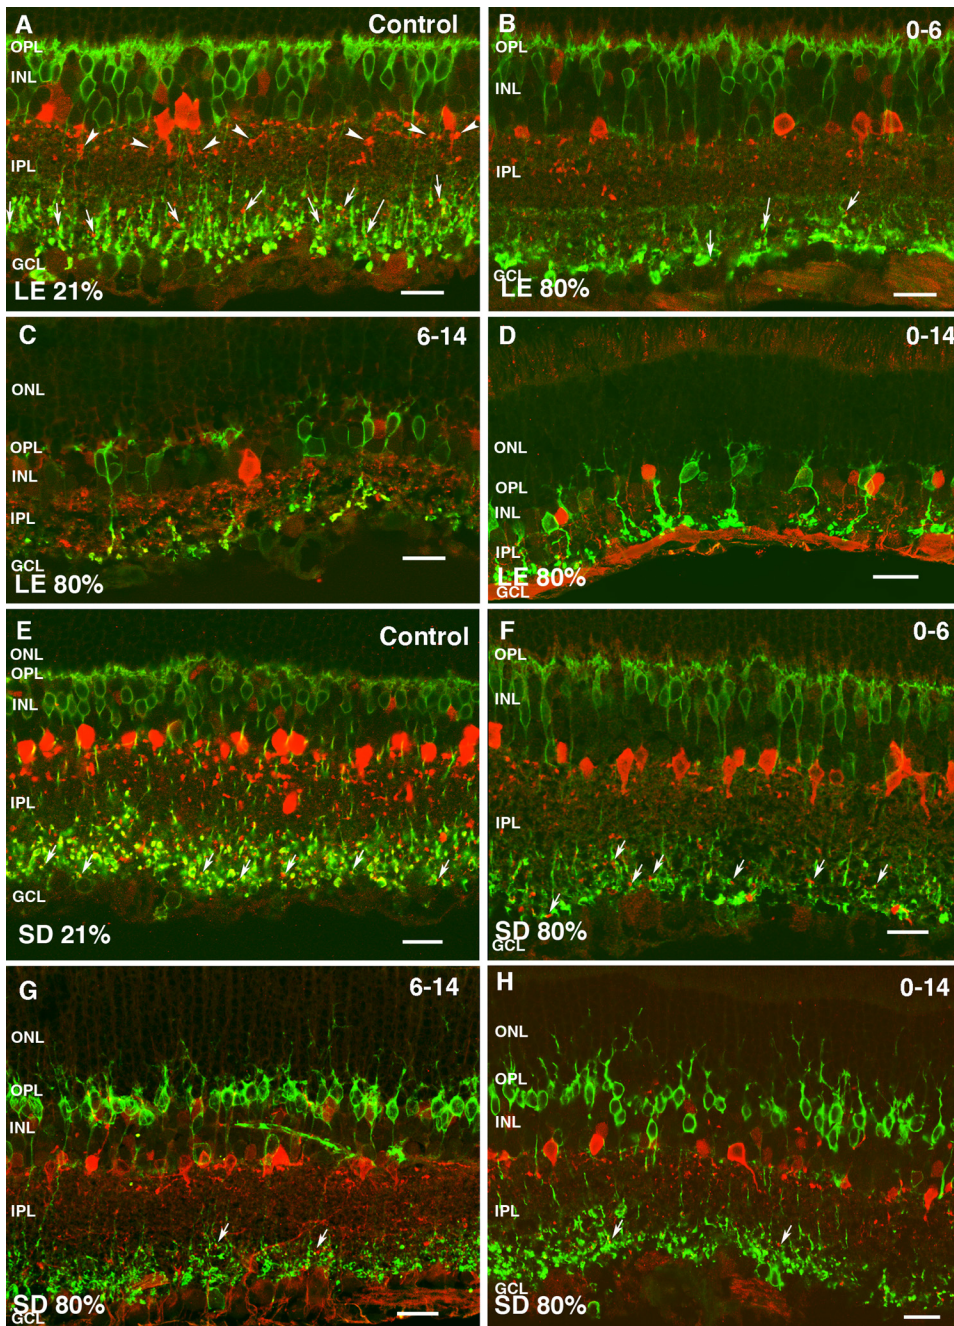 A
Control
OPL
INL
IPL
GCL
LE 21%
B
0-6
OPL
INL
IPL
GCL
LE 80%
C
6-14
ONL
OPL
INL
IPL
GCL
LE 80%
D
0-14
ONL
OPL
INL
IPL
LE 80%
GCL
E
Control
ONL
OPL
INL
IPL
GCL
SD 21%
F
0-6
OPL
INL
IPL
SD 80%
GCL
G
6-14
ONL
OPL
INL
IPL
SD 80%
GCL
H
0-14
ONL
OPL
INL
IPL
GCL
SD 80%